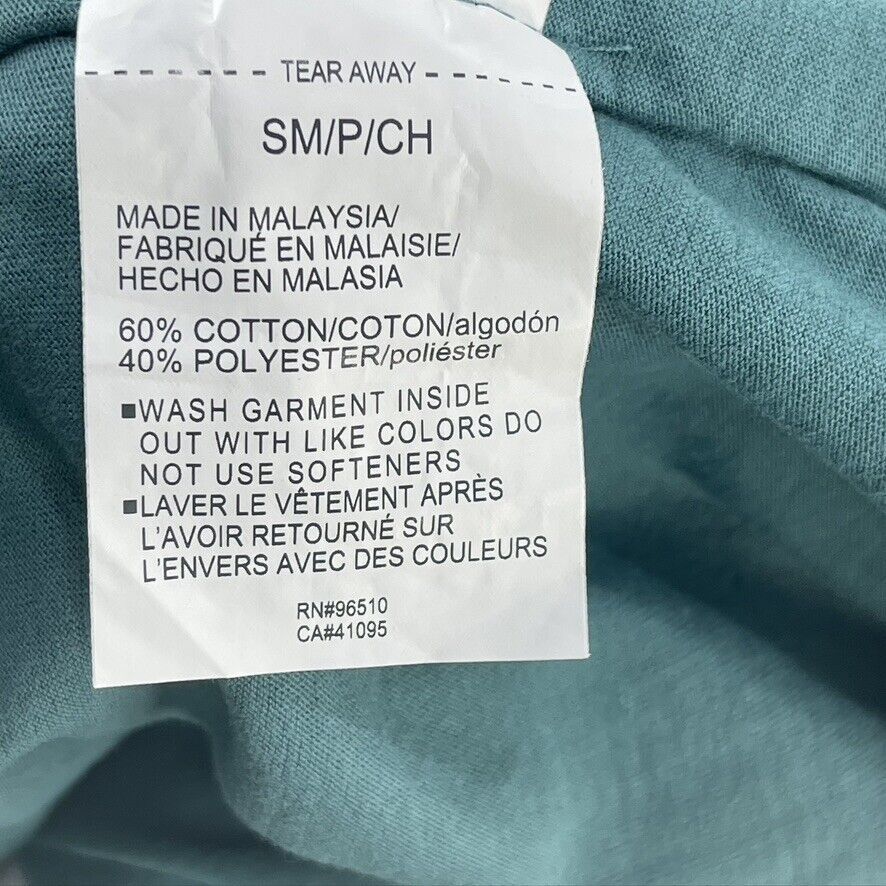 TEAR AWAY
SM/P/CH
MADE IN MALAYSIA/
FABRIQUÉ EN MALAISIE/
HECHO EN MALASIA
60% COTTON/COTON/algodón
40% POLYESTER/poliéster
▪WASH GARMENT INSIDE
OUT WITH LIKE COLORS DO
NOT USE SOFTENERS
▪LAVER LE VÊTEMENT APRÈS
L'AVOIR RETOURNÉ SUR
L'ENVERS AVEC DES COULEURS
RN#96510
CA#41095